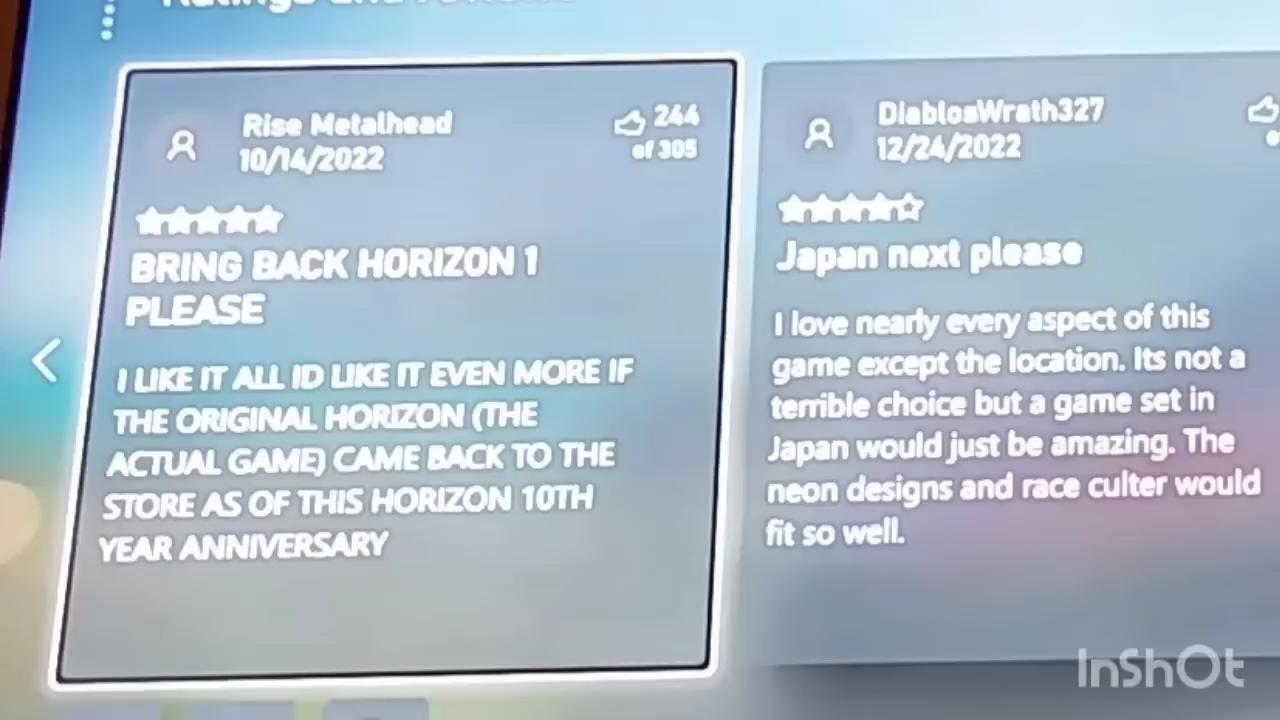 Rise Metalhead
10/14/2022
244
of 305
BRING BACK HORIZON 1
PLEASE
I LIKE IT ALL ID LIKE IT EVEN MORE IF
THE ORIGINAL HORIZON (THE
ACTUAL GAME) CAME BACK TO THE
STORE AS OF THIS HORIZON 10TH
YEAR ANNIVERSARY
DiablosWrath327
12/24/2022
Japan next please
I love nearly every aspect of this
game except the location. Its not a
terrible choice but a game set in
Japan would just be amazing. The
neon designs and race culter would
fit so well.
InShOt